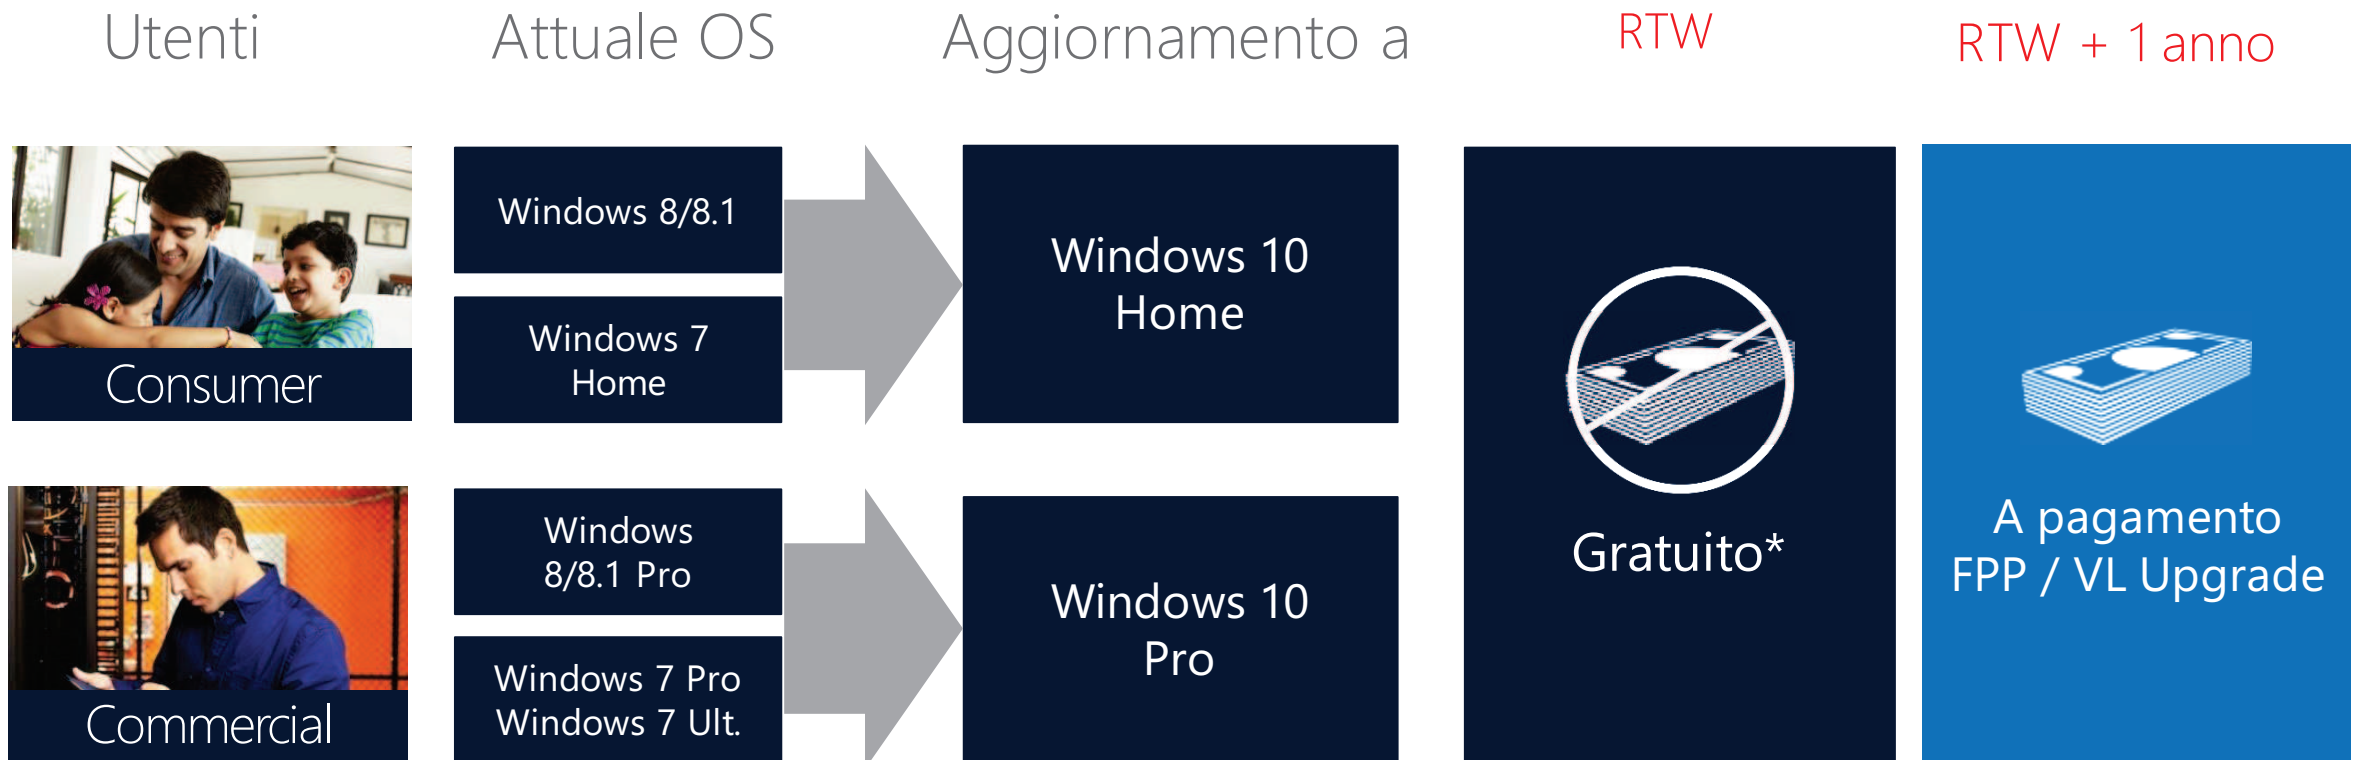 Utenti
Attuale OS
Aggiornamento a
RTW
RTW + 1 anno
Consumer
Windows 8/8.1
Windows 7
Home
Windows 10
Home
Commercial
Windows
8/8.1 Pro
Windows 7 Pro
Windows 7 Ult.
Windows 10
Pro
Gratuito*
A pagamento
FPP / VL Upgrade